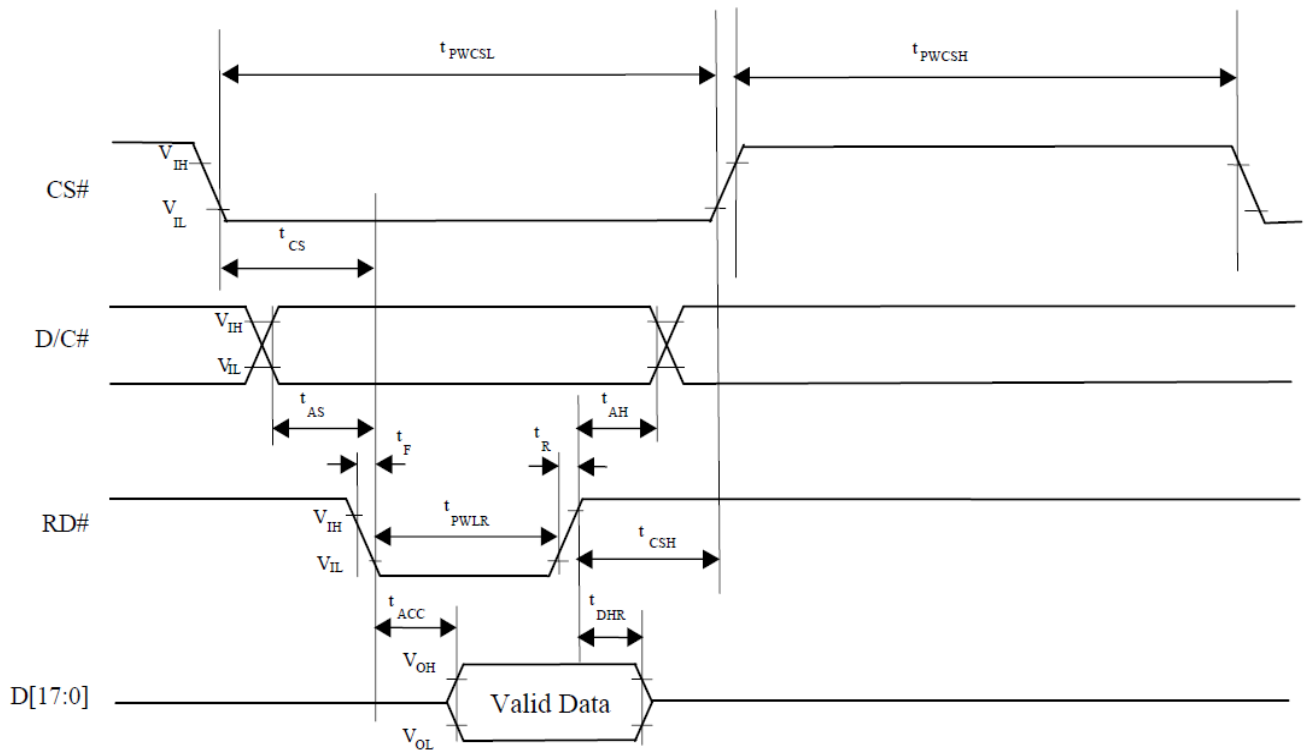 t PWCSL
t PWCSH
V IH
CS#
V IL
t CS
V IH
D/C#
V IL
t AS
t AH
t F
t R
V IH
t PWLR
RD#
t CSH
V IL
t ACC
t DHR
V OH
D[17:0]
Valid Data
V OL